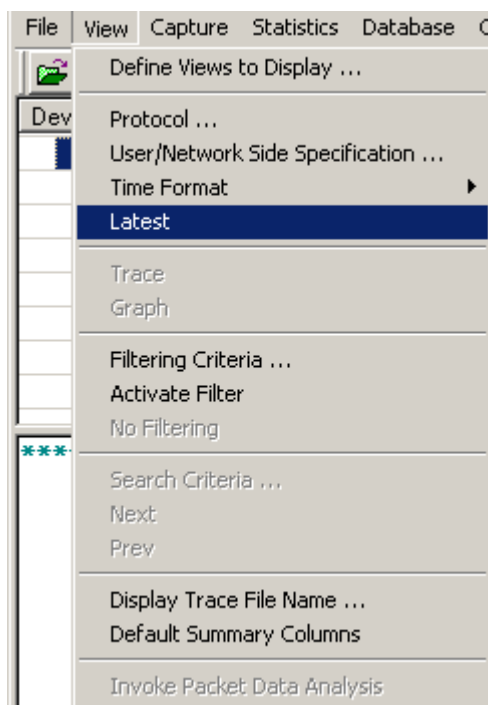 File View Capture Statistics Database
Define Views to Display ...
Dev
Protocol ...
User/Network Side Specification ...
Time Format
Latest
Trace
Graph
Filtering Criteria ...
Activate Filter
No Filtering
***
Search Criteria ...
Next
Prev
Display Trace File Name ...
Default Summary Columns
Invoke Packet Data Analysis